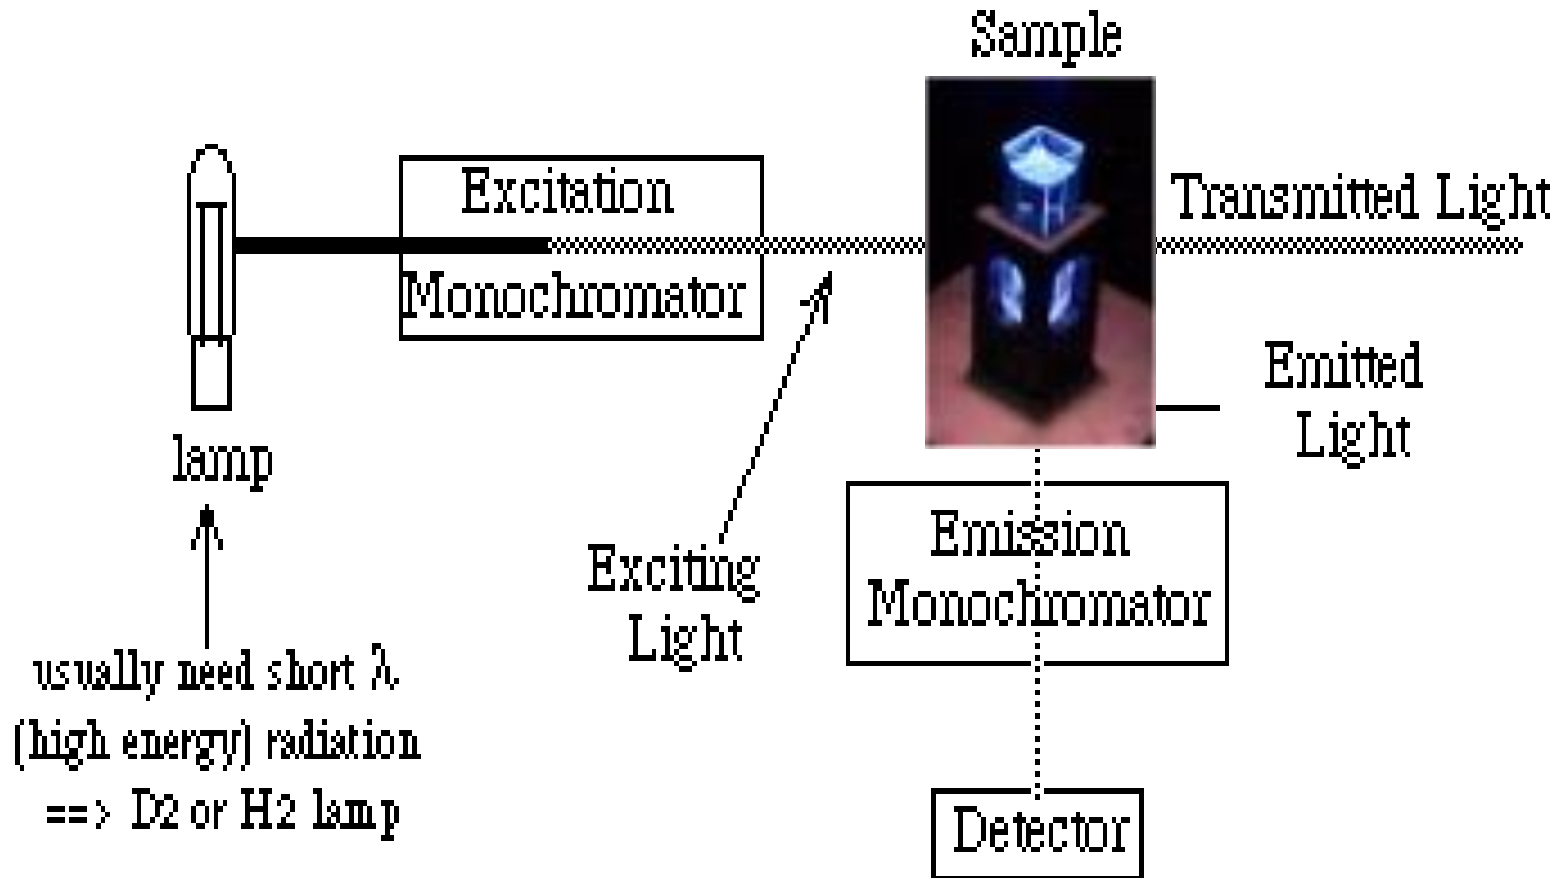 Sample
Excitation
Monochromator
Transmitted Light
Emitted
Light
lamp
Exciting
Light
Emission
Monochromator
usually need short λ
(high energy) radiation
==> D2 or H2 lamp
Detector